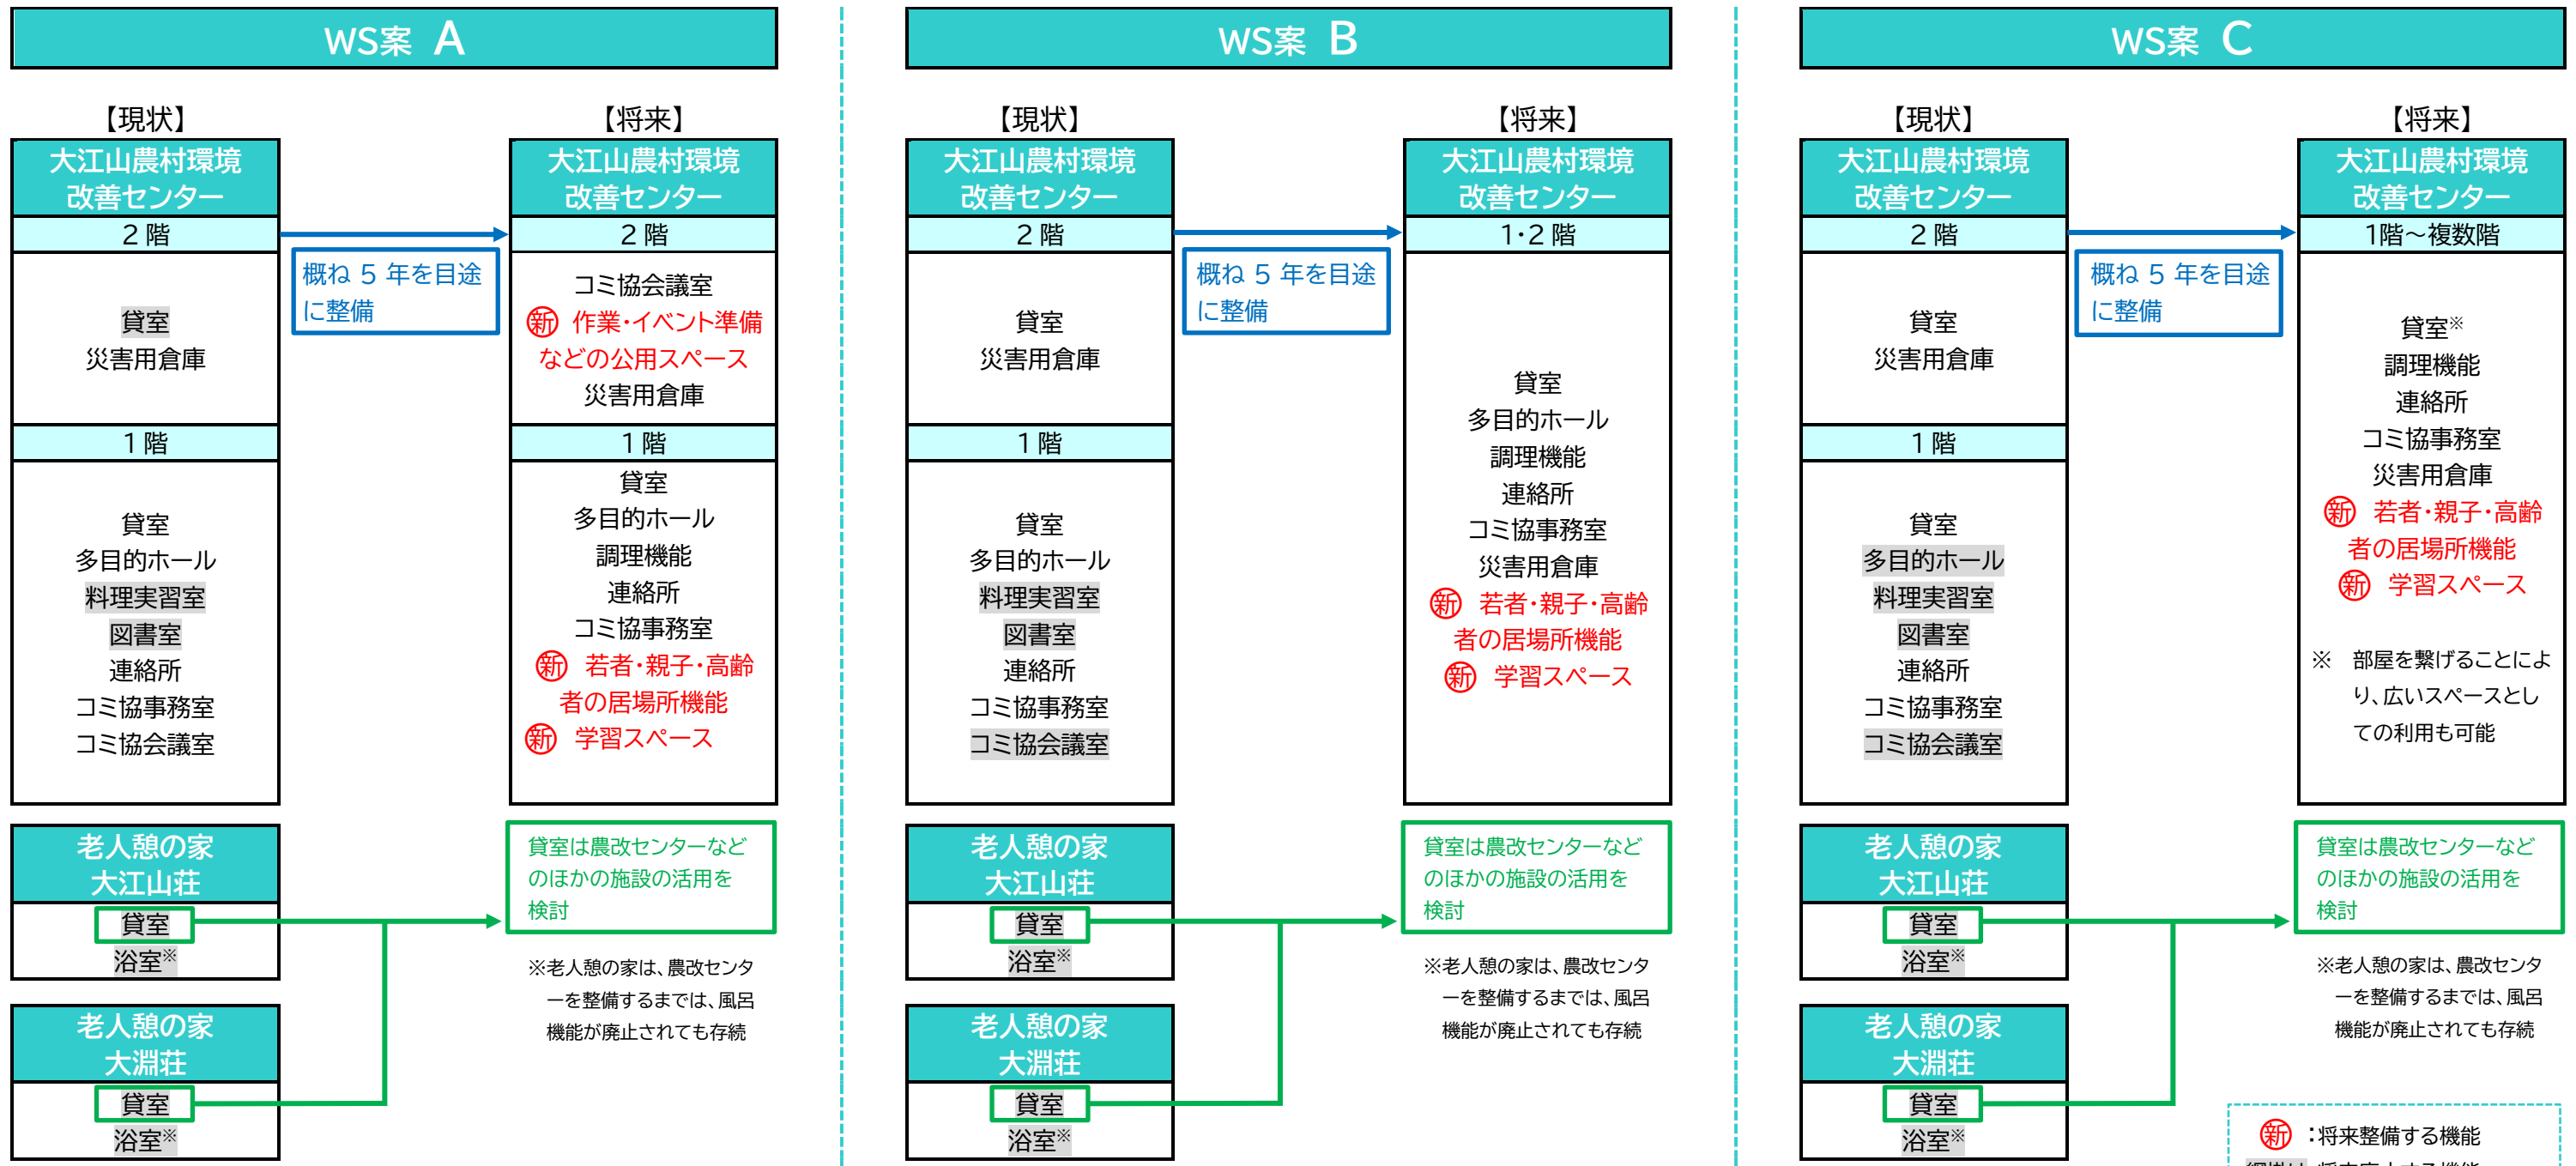 WS案 A
【現状】
大江山農村環境
改善センター
2階
貸室
災害用倉庫
1階
貸室
多目的ホール
料理実習室
図書室
連絡所
コミ協事務室
コミ協会議室
概ね 5 年を目途
に整備
【将来】
大江山農村環境
改善センター
2階
コミ協会議室
新 作業・イベント準備
などの公用スペース
災害用倉庫
1階
貸室
多目的ホール
調理機能
連絡所
コミ協事務室
新 若者・親子・高齢
者の居場所機能
新 学習スペース
老人憩の家
大江山荘
貸室
浴室※
老人憩の家
大淵荘
貸室
浴室※
貸室は農改センターなど
のほかの施設の活用を
検討
※老人憩の家は、農改センタ
ーを整備するまでは、風呂
機能が廃止されても存続
WS案 B
【現状】
大江山農村環境
改善センター
2階
貸室
災害用倉庫
1階
貸室
多目的ホール
料理実習室
図書室
連絡所
コミ協事務室
コミ協会議室
概ね 5 年を目途
に整備
【将来】
大江山農村環境
改善センター
1・2階
貸室
多目的ホール
調理機能
連絡所
コミ協事務室
災害用倉庫
新 若者・親子・高齢
者の居場所機能
新 学習スペース
老人憩の家
大江山荘
貸室
浴室※
老人憩の家
大淵荘
貸室
浴室※
貸室は農改センターなど
のほかの施設の活用を
検討
※老人憩の家は、農改センタ
ーを整備するまでは、風呂
機能が廃止されても存続
WS案 C
【現状】
大江山農村環境
改善センター
2階
貸室
災害用倉庫
1階
貸室
多目的ホール
料理実習室
図書室
連絡所
コミ協事務室
コミ協会議室
概ね 5 年を目途
に整備
【将来】
大江山農村環境
改善センター
1階～複数階
貸室※
調理機能
連絡所
コミ協事務室
災害用倉庫
新 若者・親子・高齢
者の居場所機能
新 学習スペース
※ 部屋を繋げることによ
り、広いスペースとし
ての利用も可能
老人憩の家
大江山荘
貸室
浴室※
老人憩の家
大淵荘
貸室
浴室※
貸室は農改センターなど
のほかの施設の活用を
検討
※老人憩の家は、農改センタ
ーを整備するまでは、風呂
機能が廃止されても存続
新：将来整備する機能